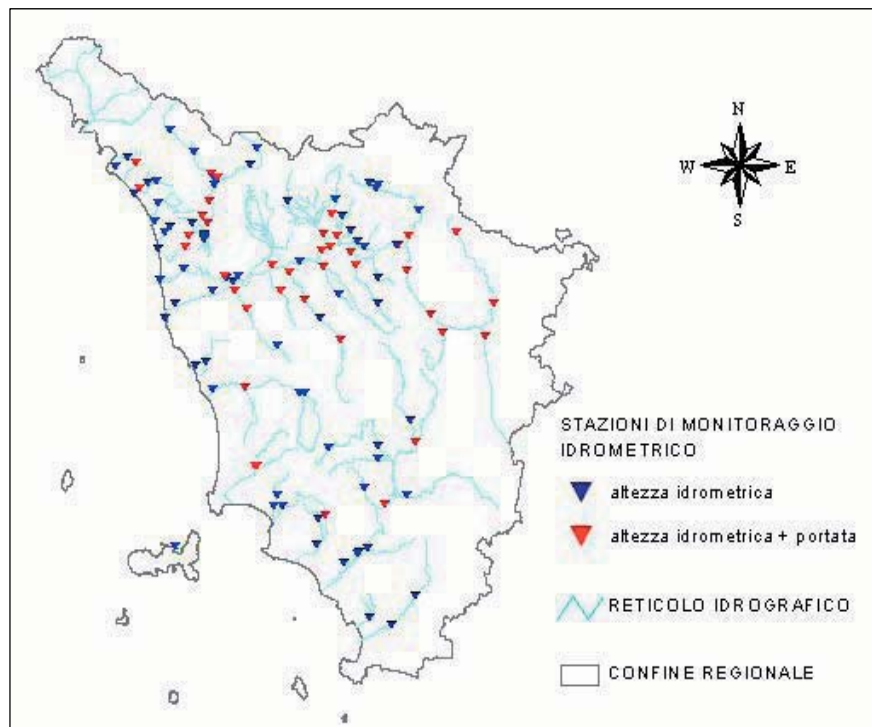 N
W E
S
STAZIONI DI MONITORAGGIO
IDROMETRICO
altezza idrometrica
altezza idrometrica + portata
RETICOLO IDROGRAFICO
CONFINE REGIONALE